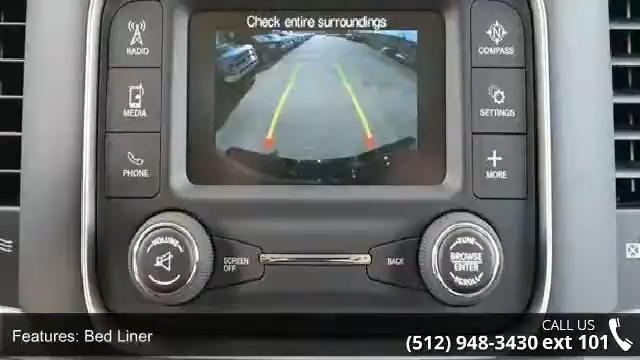 Check entire surroundings
RADIO
COMPASS
MEDIA
SETTINGS
PHONE
MORE
VOLUME
SCREEN
OFF
BACK
TUNE
BROWSE
ENTER
SCROLL
Features: Bed Liner
CALL US
(512) 948-3430 ext 101